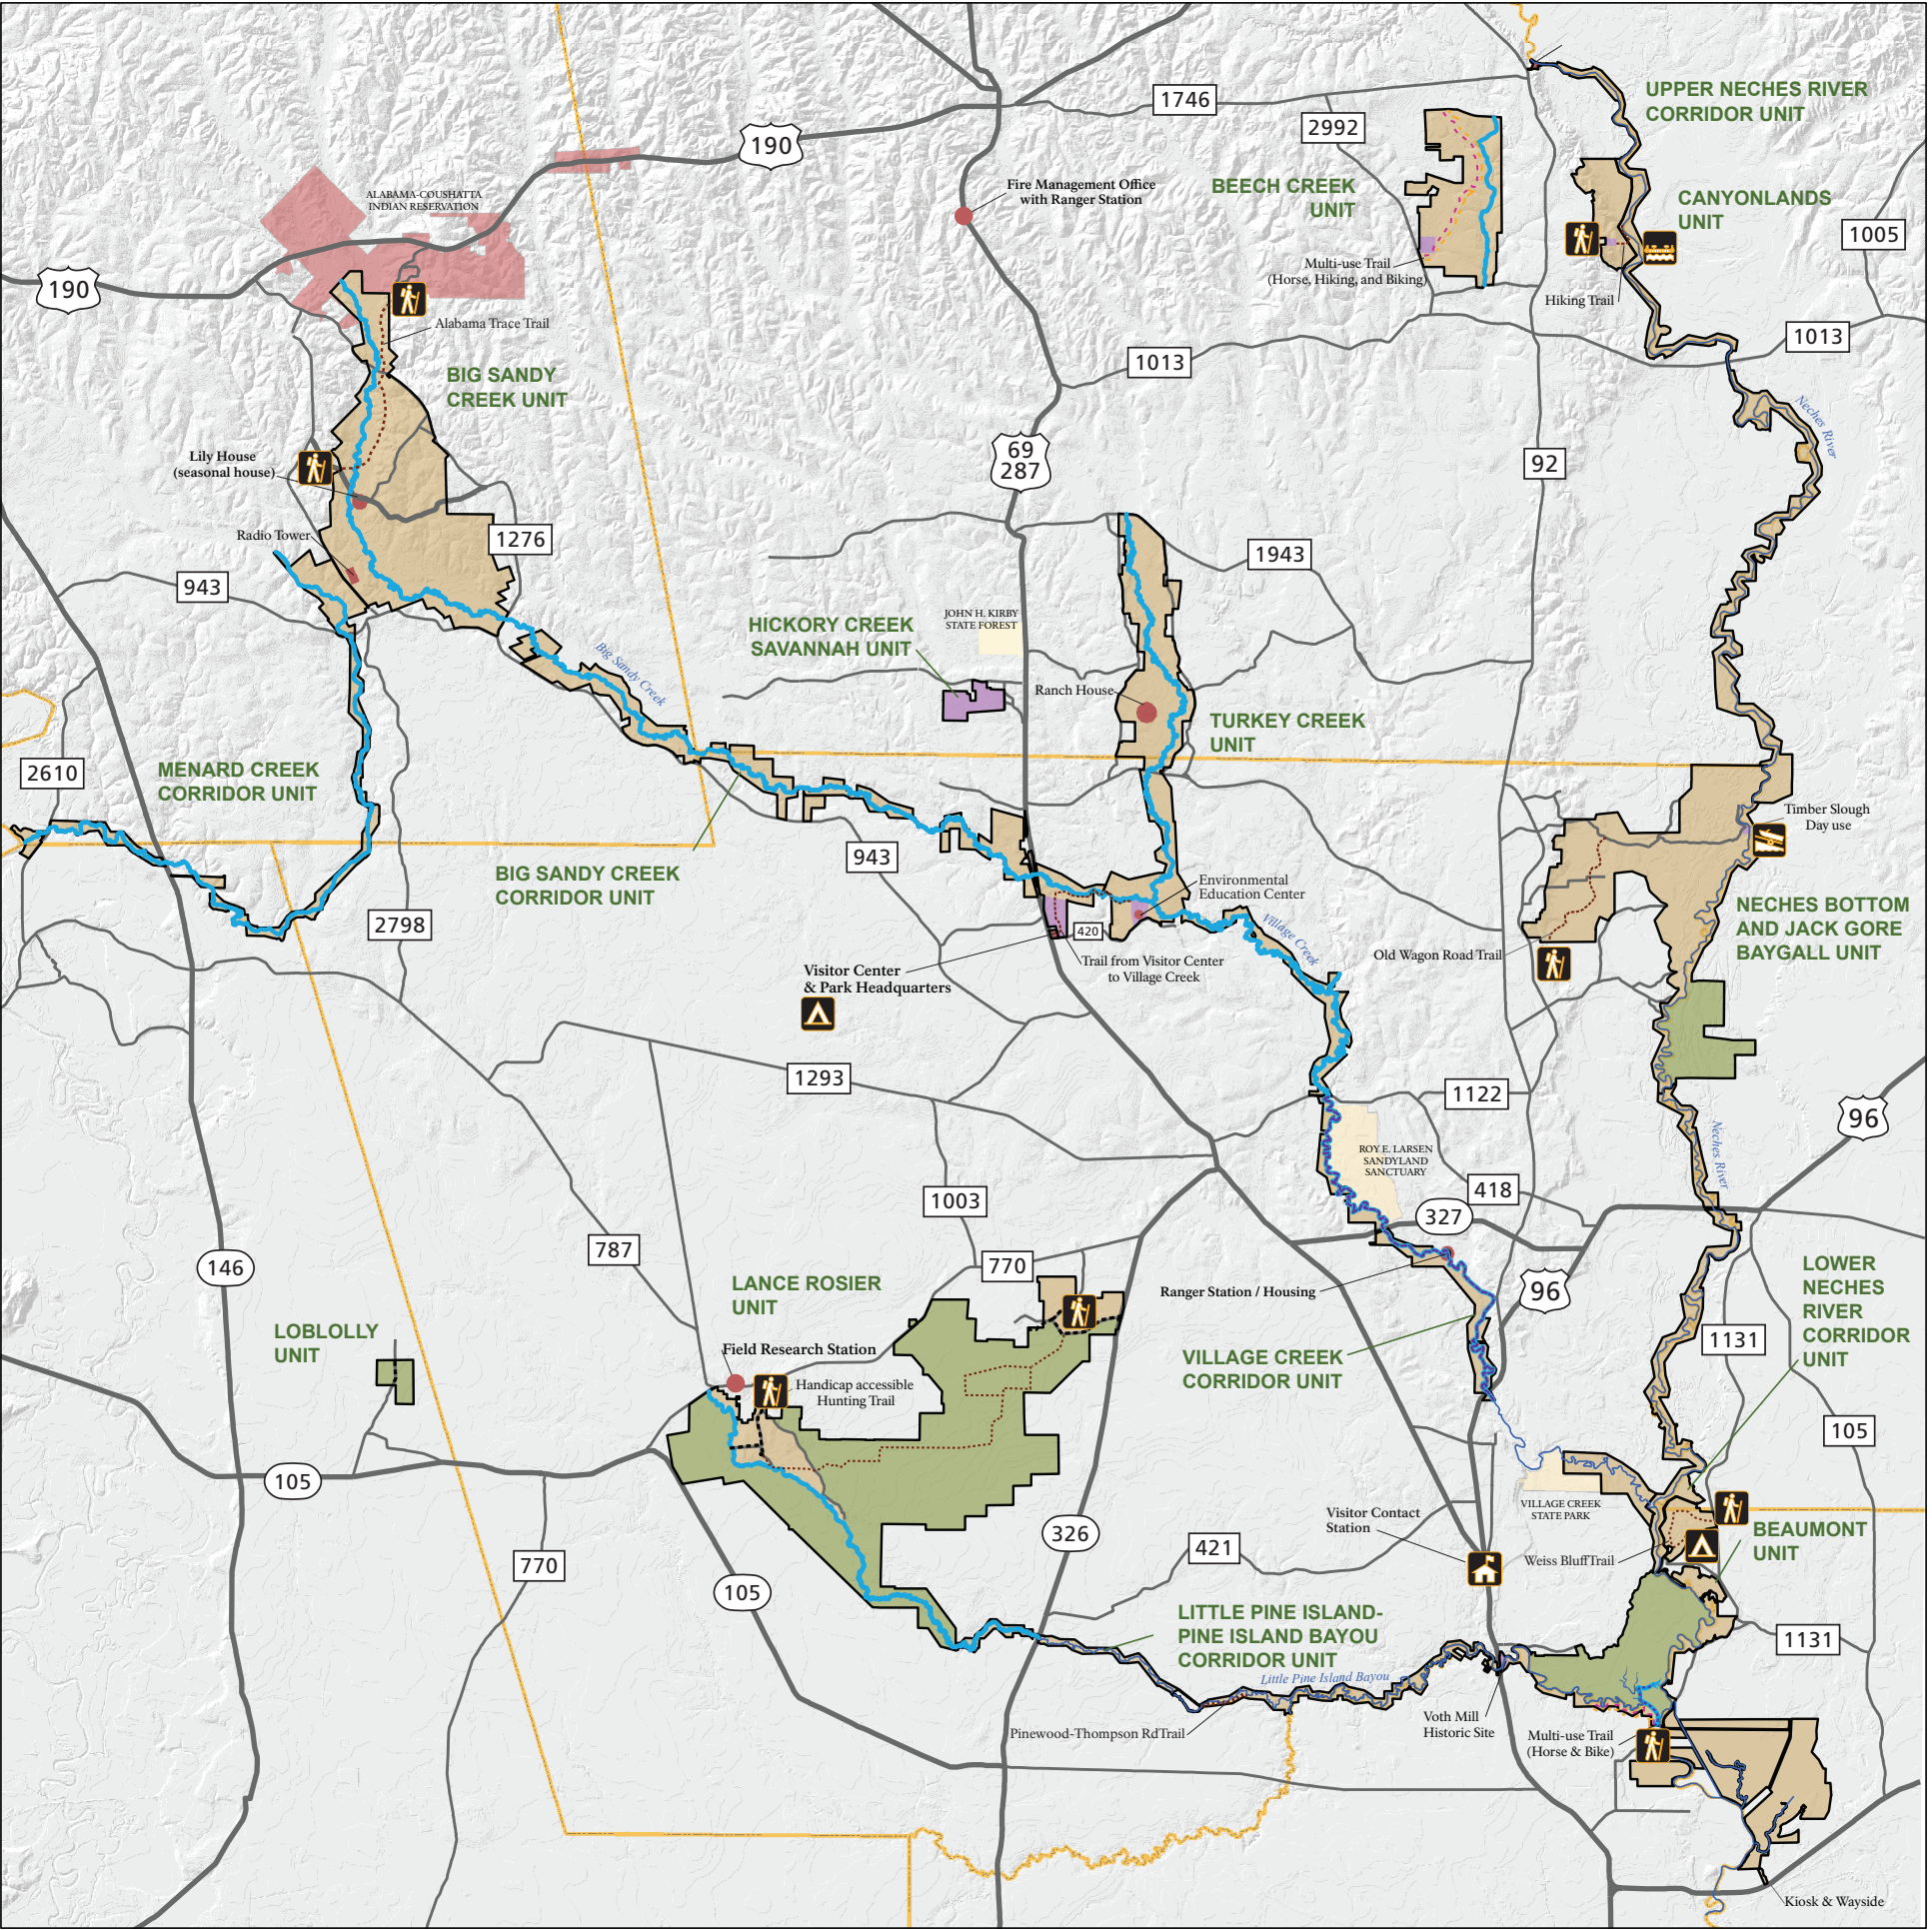 UPPER NECHES RIVER
CORRIDOR UNIT
1746
2992
190
Fire Management Office
with Ranger Station
BEECH CREEK
UNIT
CANYONLANDS
UNIT
1005
ALABAMA-COUSHATTA
INDIAN RESERVATION
190
Multi-use Trail
(Horse, Hiking, and Biking)
Hiking Trail
Alabama Trace Trail
1013
1013
BIG SANDY
CREEK UNIT
Neches River
69
287
92
Lily House
(seasonal house)
Radio Tower
1276
1943
943
HICKORY CREEK
SAVANNAH UNIT
JOHN H. KIRBY
STATE FOREST
Big Sandy Creek
Ranch House
TURKEY CREEK
UNIT
2610
MENARD CREEK
CORRIDOR UNIT
Timber Slough
Day use
943
BIG SANDY CREEK
CORRIDOR UNIT
Environmental
Education Center
2798
420
Village Creek
NECHES BOTTOM
AND JACK GORE
BAYGALL UNIT
Old Wagon Road Trail
Visitor Center
& Park Headquarters
Trail from Visitor Center
to Village Creek
1293
1122
96
ROY E. LARSEN
SANDYLAND
SANCTUARY
Neches River
418
1003
327
787
146
770
LANCE ROSIER
UNIT
Ranger Station / Housing
96
LOWER
NECHES
RIVER
CORRIDOR
UNIT
LOBLOLLY
UNIT
1131
Field Research Station
Handicap accessible
Hunting Trail
VILLAGE CREEK
CORRIDOR UNIT
105
105
VILLAGE CREEK
STATE PARK
Visitor Contact
Station
326
421
BEAUMONT
UNIT
Weiss Bluff Trail
770
105
LITTLE PINE ISLAND-
PINE ISLAND BAYOU
CORRIDOR UNIT
1131
Little Pine Island Bayou
Pinewood-Thompson Rd Trail
Voth Mill
Historic Site
Multi-use Trail
(Horse & Bike)
Kiosk & Wayside